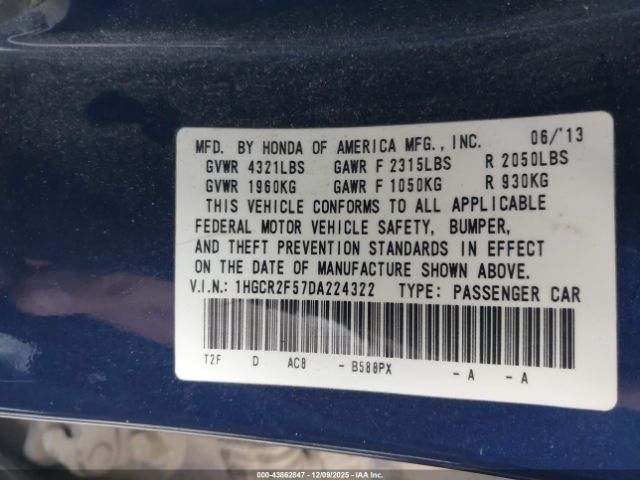 MFD. BY HONDA OF AMERICA MFG., INC. 06/'13
GVWR 4321LBS GAWR F 2315LBS R 2050LBS
GVWR 1960KG GAWR F 1050KG R 930KG
THIS VEHICLE CONFORMS TO ALL APPLICABLE
FEDERAL MOTOR VEHICLE SAFETY, BUMPER,
AND THEFT PREVENTION STANDARDS IN EFFECT
ON THE DATE OF MANUFACTURE SHOWN ABOVE.
V.I.N.: 1HGCR2F57DA224322 TYPE: PASSENGER CAR
T2F D AC8 - B588PX - A - A
000-43862847 - 12/09/2025 - IAA Inc.